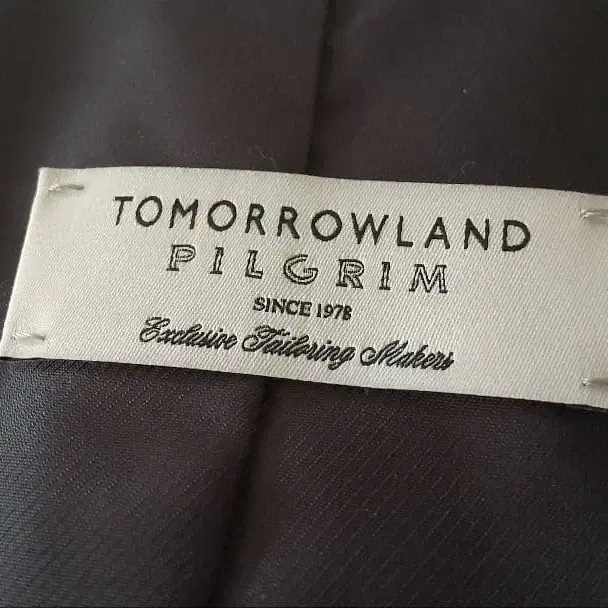 TOMORROWLAND
PILGRIM
SINCE 1978
Exclusive Tailoring Makers